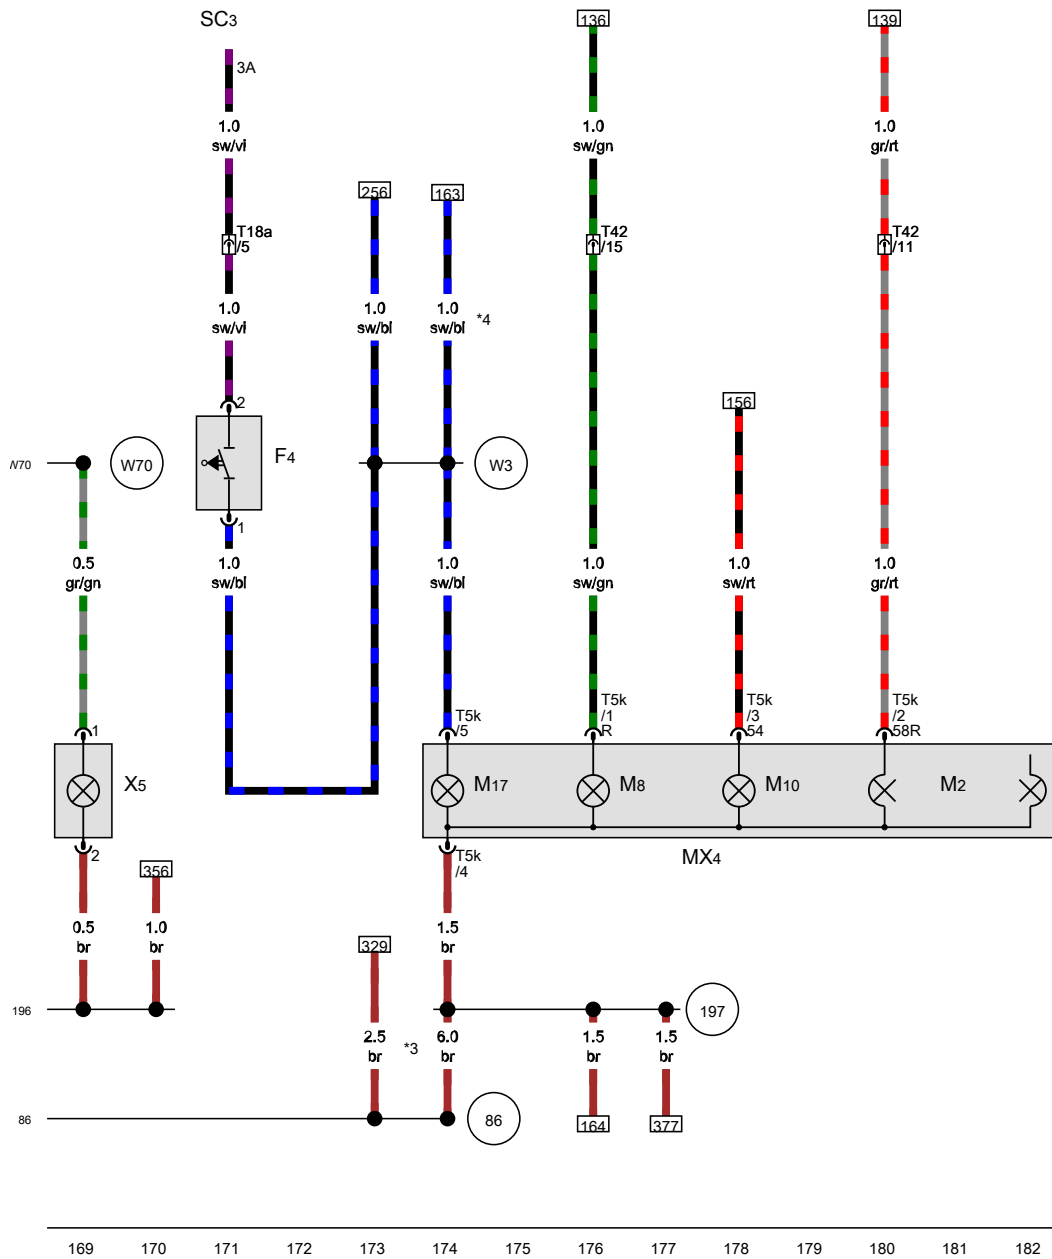 SC3
136
139
3A
1.0
sw/vi
1.0
sw/gn
1.0
gr/rt
256
163
T18a
/5
T42
/15
T42
/11
1.0
sw/vi
1.0
sw/bl
1.0
sw/bl
*4
2
156
W70
W70
F4
W3
1
0.5
gr/gn
1.0
sw/bl
1.0
sw/bl
1.0
sw/gn
1.0
sw/rt
1.0
gr/rt
1
T5k
/5
T5k
/1
R
T5k
/3
54
T5k
/2
58R
X5
M17
M8
M10
M2
2
T5k
/4
MX4
356
0.5
br
1.0
br
329
1.5
br
196
197
2.5
br
*3
6.0
br
1.5
br
1.5
br
86
86
164
377
169 170 171 172 173 174 175 176 177 178 179 180 181 182